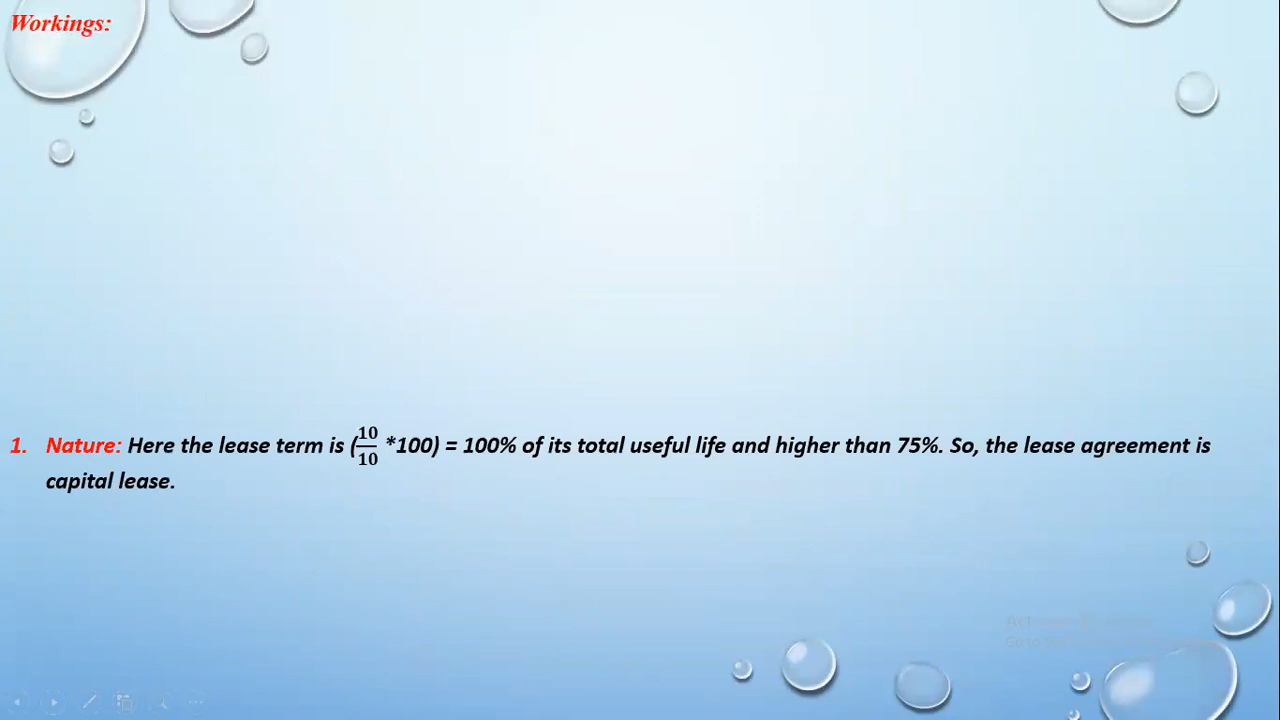 Workings:
1. Nature: Here the lease term is (10/10 *100) = 100% of its total useful life and higher than 75%. So, the lease agreement is
capital lease.